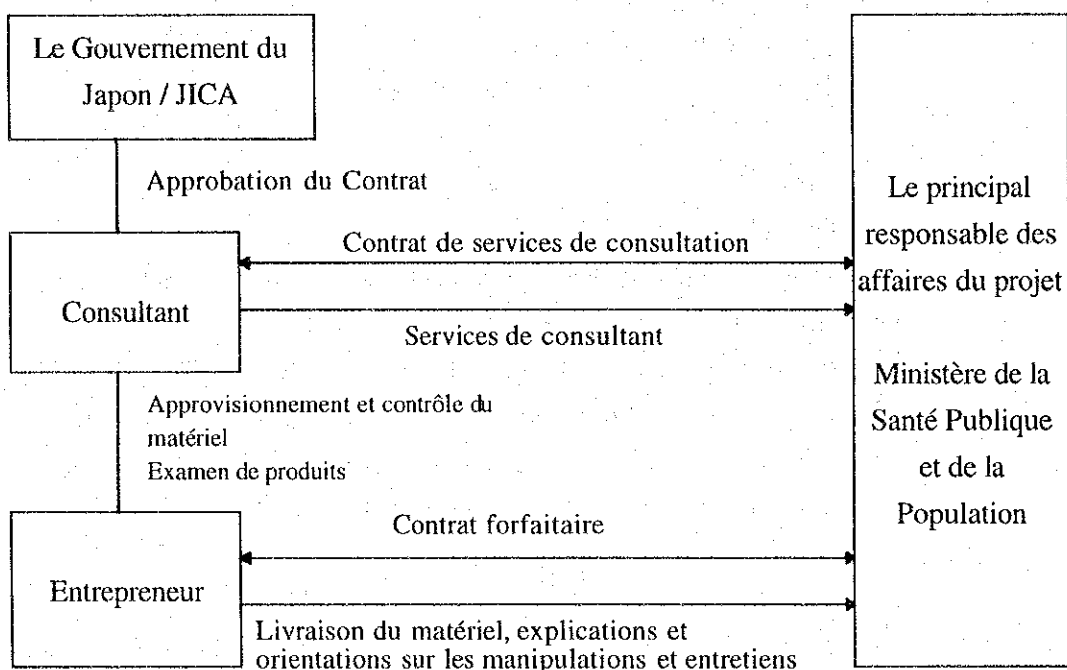 Le Gouvernement du
Japon / JICA
Approbation du Contrat
Consultant
Contrat de services de consultation
Services de consultant
Approvisionnement et contrôle du
matériel
Examen de produits
Entrepreneur
Contrat forfaitaire
Livraison du matériel, explications et
orientations sur les manipulations et entretiens
Le principal
responsable des
affaires du projet
Ministère de la
Santé Publique
et de la
Population